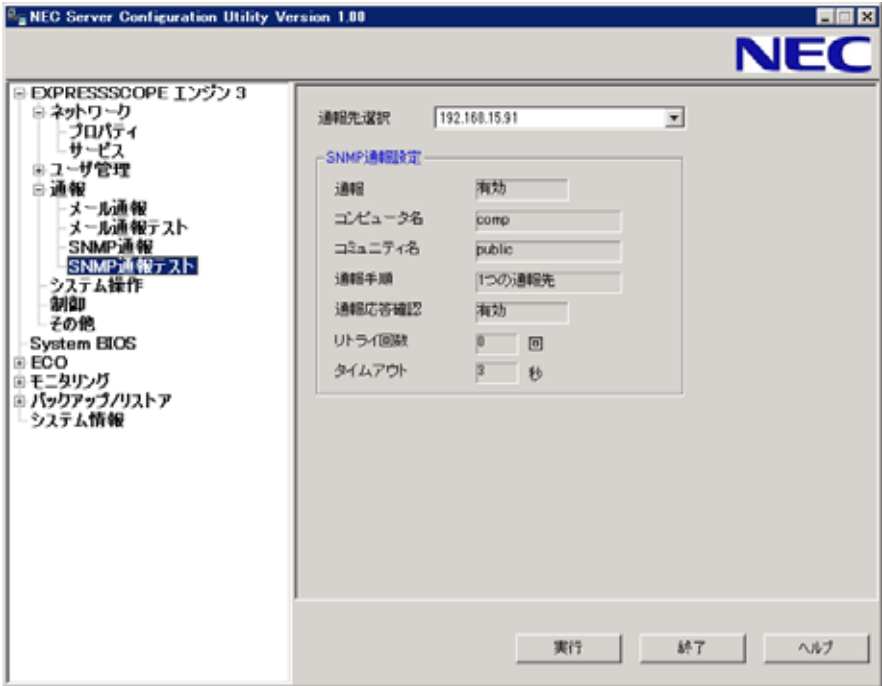 NEC Server Configuration Utility Version 1.00
NEC
EXPRESSSCOPE エンジン 3
ネットワーク
プロパティ
サービス
ユーザ管理
通報
メール通報
メール通報テスト
SNMP通報
SNMP通報テスト
システム操作
制御
その他
System BIOS
ECO
モニタリング
バックアップ/リストア
システム情報
通報先選択 192.168.15.91
SNMP通報設定
通報 有効
コンピュータ名 comp
コミュニティ名 public
通報手順 1つの通報先
通報応答確認 有効
リトライ回数 0 回
タイムアウト 3 秒
実行 終了 ヘルプ